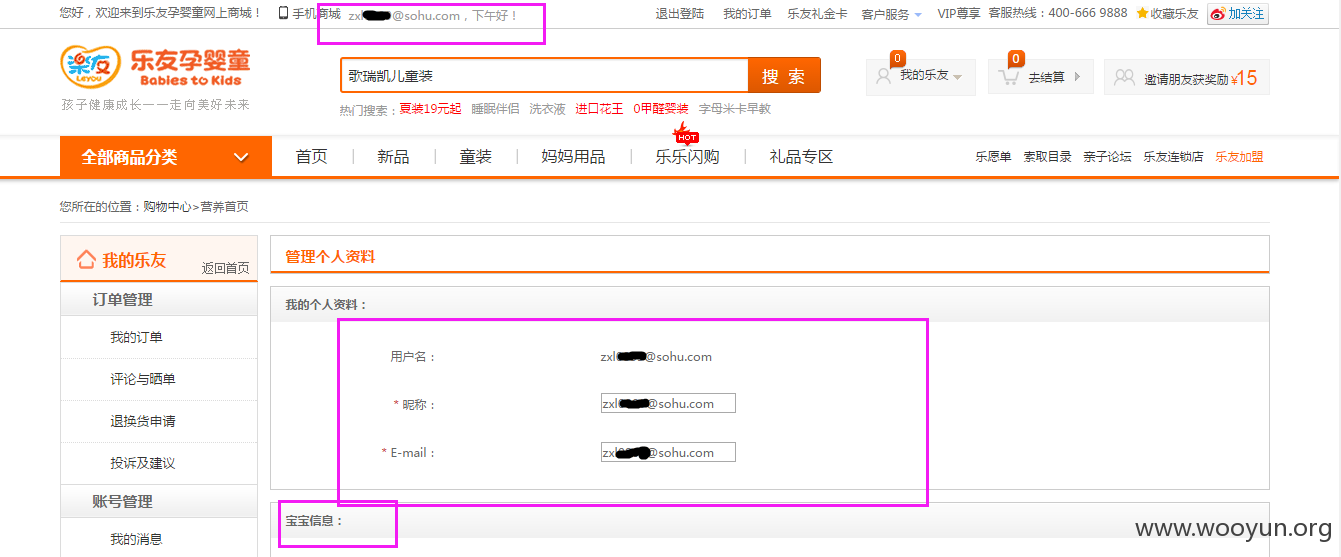 您好，欢迎来到乐友孕婴童网上商城！ 手机商城 zxl @sohu.com，下午好！ 退出登陆 我的订单 乐友礼金卡 客户服务 VIP尊享 客服热线：400-666 9888 收藏乐友 加关注
乐友 LEYOU 乐友孕婴童
Babies to Kids
孩子健康成长一一走向美好未来
歌瑞凯儿童装 搜 索
0 我的乐友 0 去结算 邀请朋友获奖励¥15
热门搜索：夏装19元起 睡眠伴侣 洗衣液 进口花王 0甲醛婴装 字母米卡早教
HOT
全部商品分类 首页 新品 童装 妈妈用品 乐乐闪购 礼品专区 乐愿单 索取目录 亲子论坛 乐友连锁店 乐友加盟
您所在的位置：购物中心>营养首页
我的乐友 返回首页
订单管理
我的订单
评论与晒单
退换货申请
投诉及建议
账号管理
我的消息
管理个人资料
我的个人资料：
用户名： zxl @sohu.com
* 昵称： zxl @sohu.com
* E-mail： zxl @sohu.com
宝宝信息：
www.wooyun.org